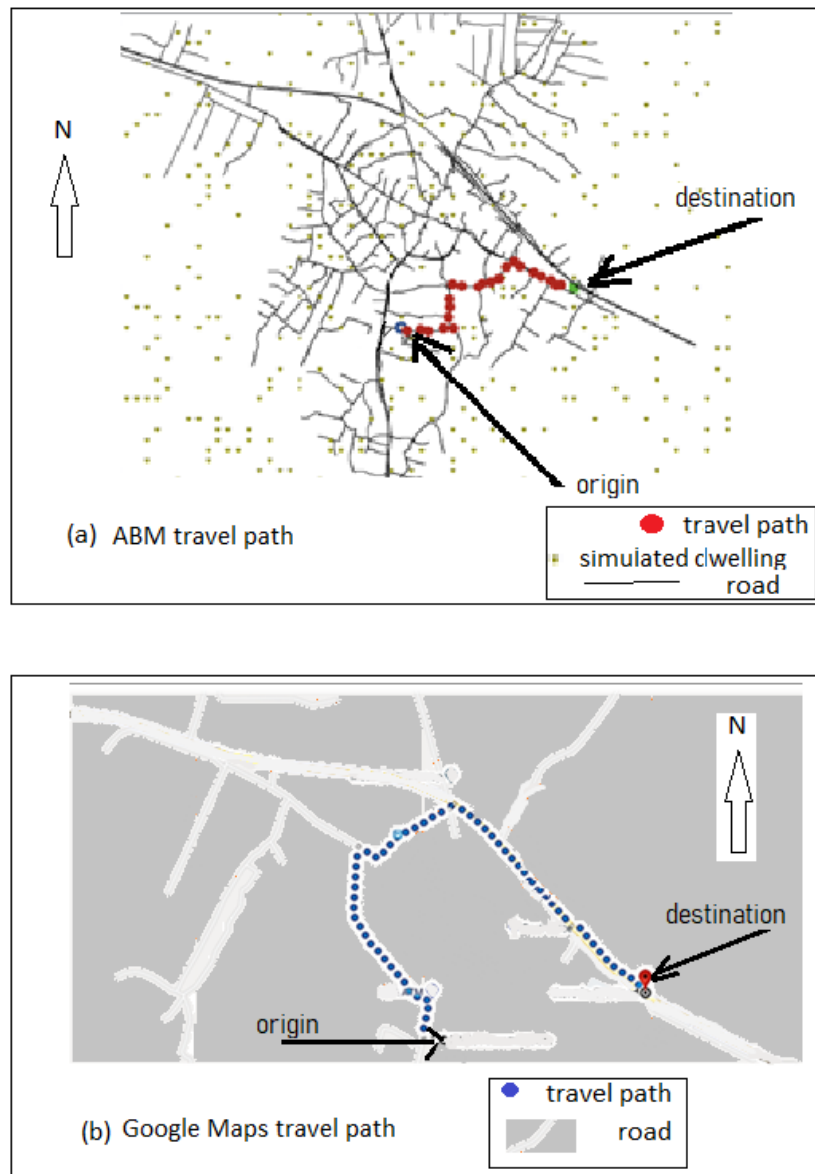 N
destination
origin
(a) ABM travel path
travel path
simulated dwelling
road
N
destination
origin
travel path
road
(b) Google Maps travel path